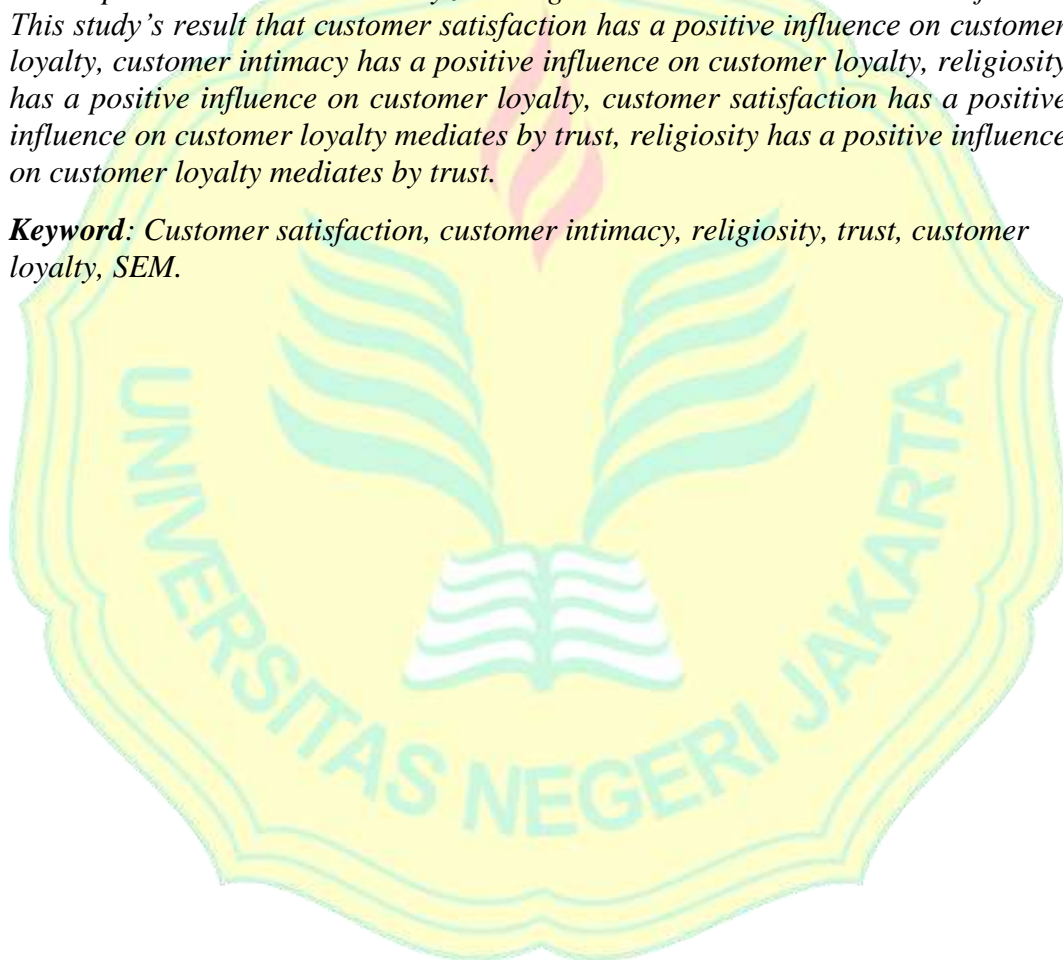 This study's result that customer satisfaction has a positive influence on customer
loyalty, customer intimacy has a positive influence on customer loyalty, religiosity
has a positive influence on customer loyalty, customer satisfaction has a positive
influence on customer loyalty mediates by trust, religiosity has a positive influence
on customer loyalty mediates by trust.
Keyword: Customer satisfaction, customer intimacy, religiosity, trust, customer
loyalty, SEM.
UNIVERSITAS NEGERI JAKARTA